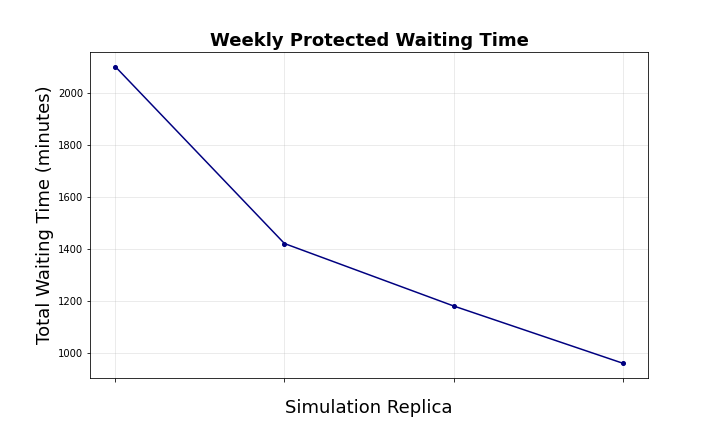 Weekly Protected Waiting Time
Total Waiting Time (minutes)
2000
1800
1600
1400
1200
1000
Simulation Replica